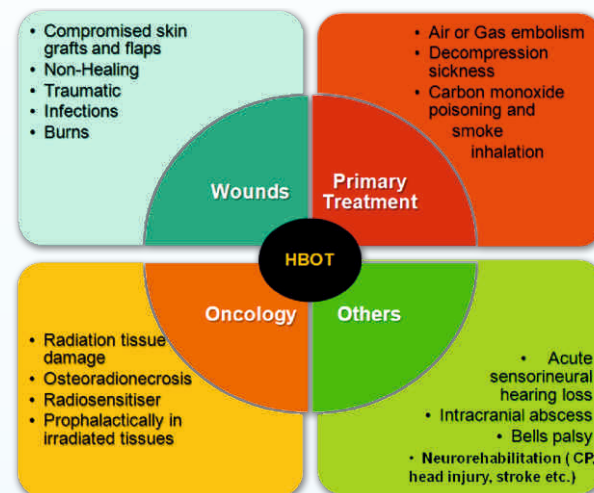 • Compromised skin
grafts and flaps
• Non-Healing
• Traumatic
• Infections
• Burns
• Air or Gas embolism
• Decompression
sickness
• Carbon monoxide
poisoning and
smoke
inhalation
Wounds
Primary
Treatment
HBOT
Oncology
Others
• Radiation tissue
damage
• Osteoradionecrosis
• Radiosensitiser
• Prophalactically in
irradiated tissues
• Acute
sensorineural
hearing loss
• Intracranial abscess
• Bells palsy
• Neurorehabilitation ( CP,
head injury, stroke etc.)